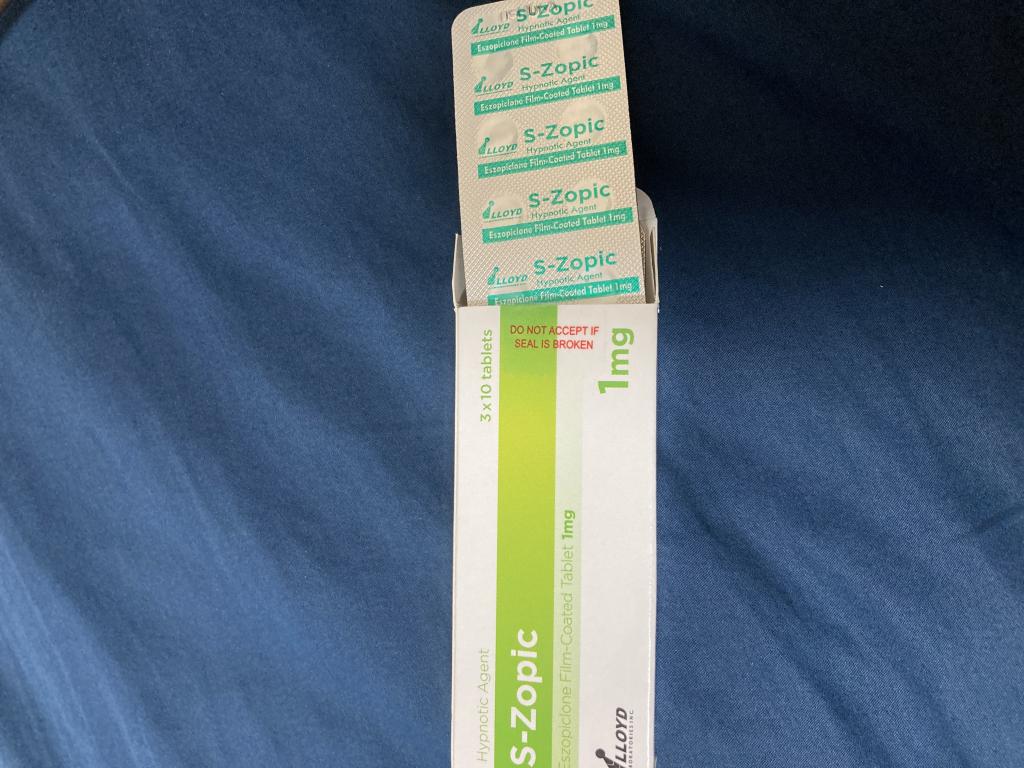 S-Zopic
LLOYD
Hypnotic Agent
Eszopiclone Film-Coated Tablet 1mg
S-Zopic
LLOYD
Hypnotic Agent
Eszopiclone Film-Coated Tablet 1mg
S-Zopic
LLOYD
Hypnotic Agent
Eszopiclone Film-Coated Tablet 1mg
S-Zopic
LLOYD
Hypnotic Agent
Eszopiclone Film-Coated Tablet 1mg
S-Zopic
LLOYD
Hypnotic Agent
Eszopiclone Film-Coated Tablet 1mg
DO NOT ACCEPT IF
SEAL IS BROKEN
Hypnotic Agent 3 x 10 tablets
S-Zopic
Eszopiclone Film-Coated Tablet 1mg
LLOYD 1mg